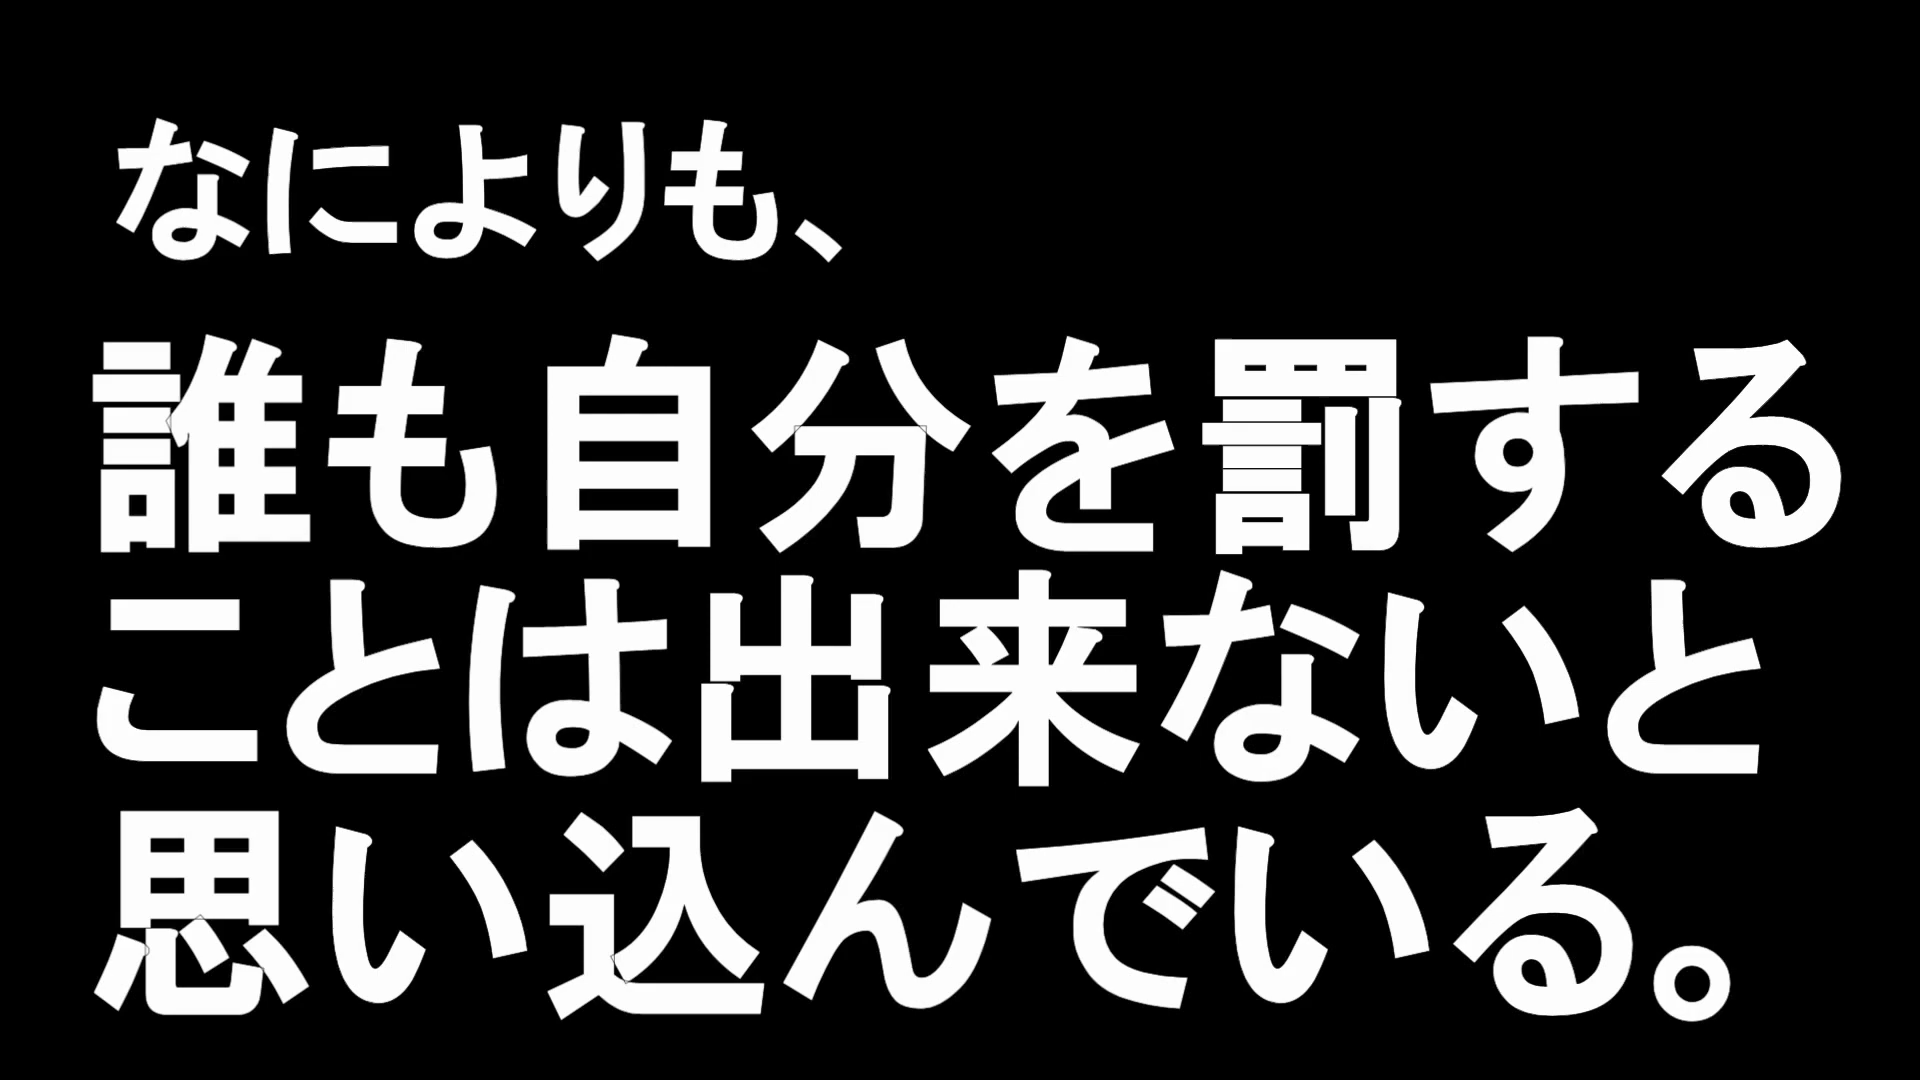 なによりも、
誰も自分を罰する
ことは出来ないと
思い込んでいる。